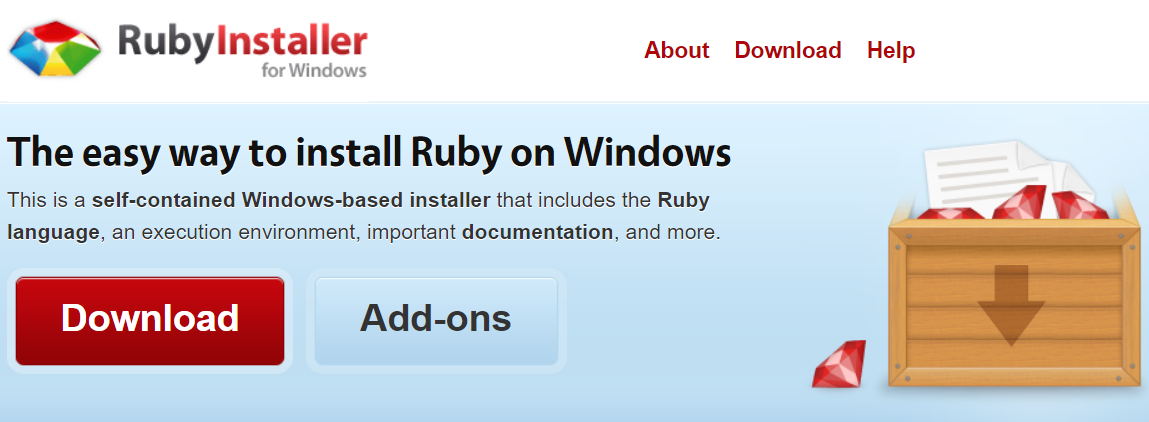 RubyInstaller
for Windows
About Download Help
The easy way to install Ruby on Windows
This is a self-contained Windows-based installer that includes the Ruby
language, an execution environment, important documentation, and more.
Download Add-ons